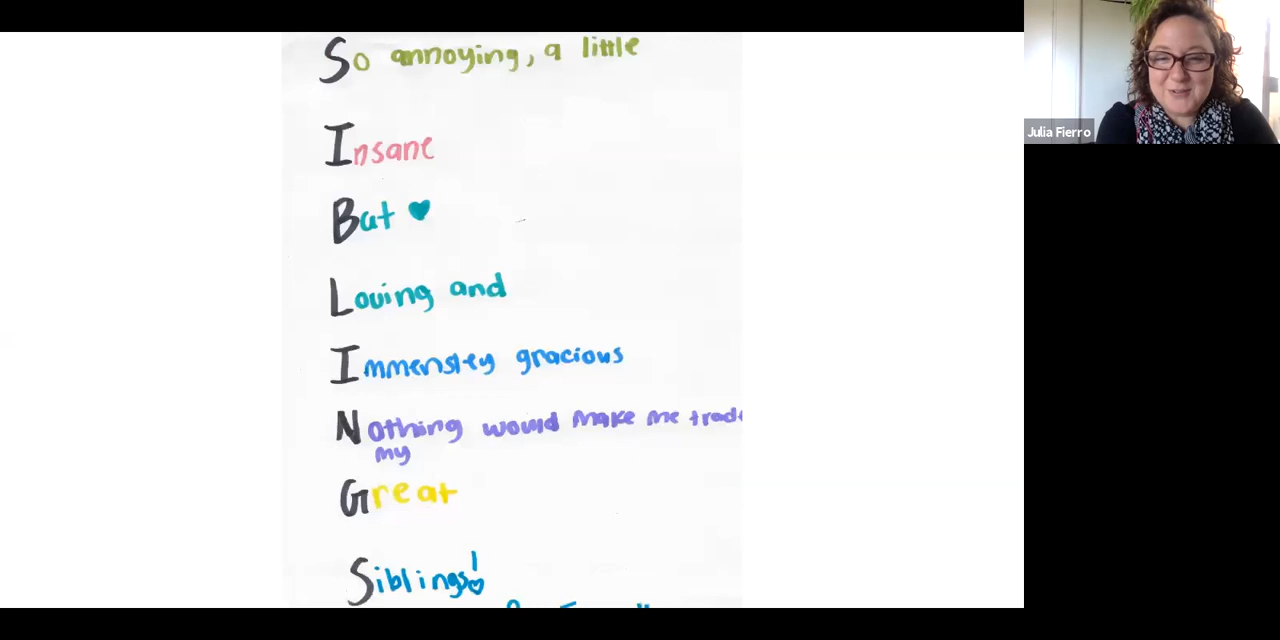 So annoying, a little
Insane
But
Loving and
Immensley gracious
Nothing would make me trade
my
Great
Siblings!
Julia Fierro